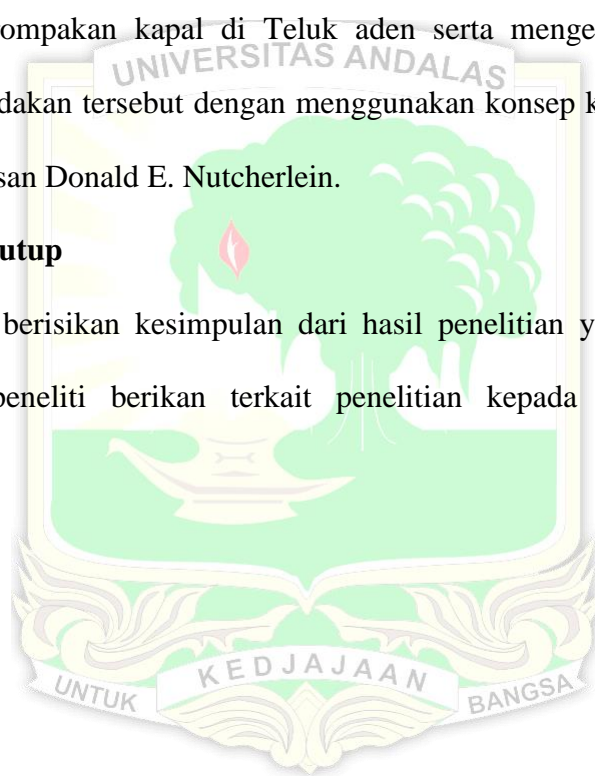 rompakan kapal di Teluk aden serta menge
UNIVERSITAS ANDALAS
dakan tersebut dengan menggunakan konsep k
san Donald E. Nutcherlein.
utup
berisikan kesimpulan dari hasil penelitian y
peneliti berikan terkait penelitian kepada
UNTUK KEDJAJAAN BANGSA